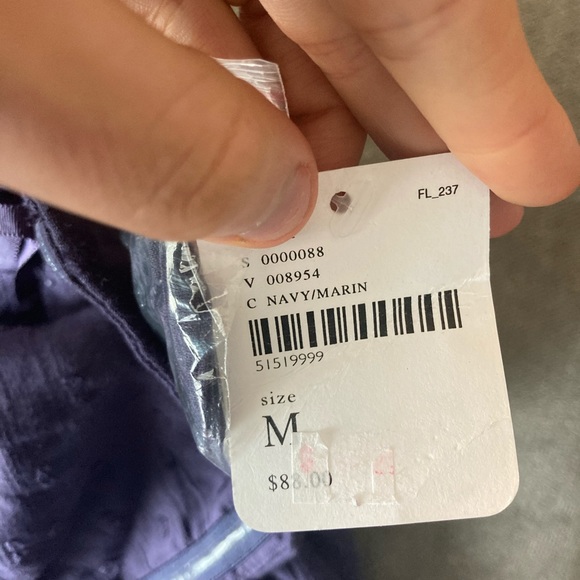 FL_237
S 0000088
V 008954
C NAVY/MARIN
51519999
size
M
$88.00